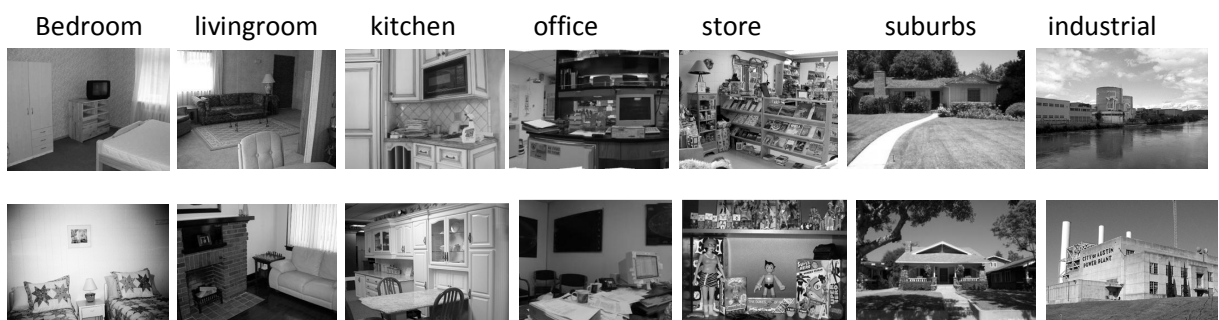 Bedroom livingroom kitchen office store suburbs industrial
CITY OF AUSTIN
POWER PLANT